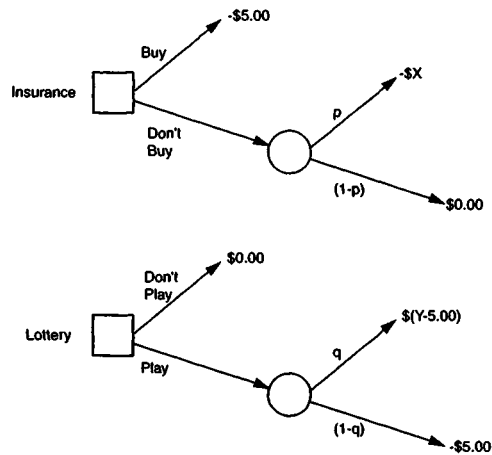 -$5.00
Buy
Insurance
Don't
Buy
-$X
p
(1-p)
$0.00
Don't
Play
$0.00
Lottery
Play
$(Y-5.00)
q
(1-q)
-$5.00